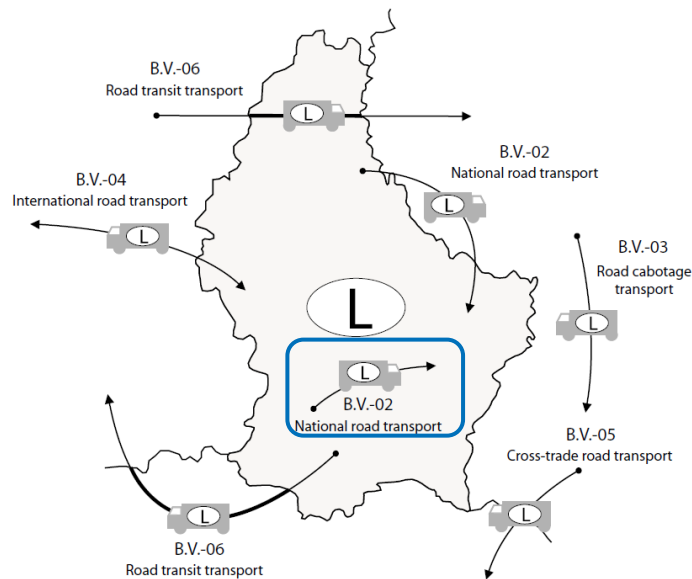 B.V.-06
Road transit transport
L
B.V.-02
National road transport
B.V.-04
International road transport
L
L
B.V.-03
Road cabotage
transport
L
L
L
B.V.-02
National road transport
B.V.-05
Cross-trade road transport
L
L
B.V.-06
Road transit transport